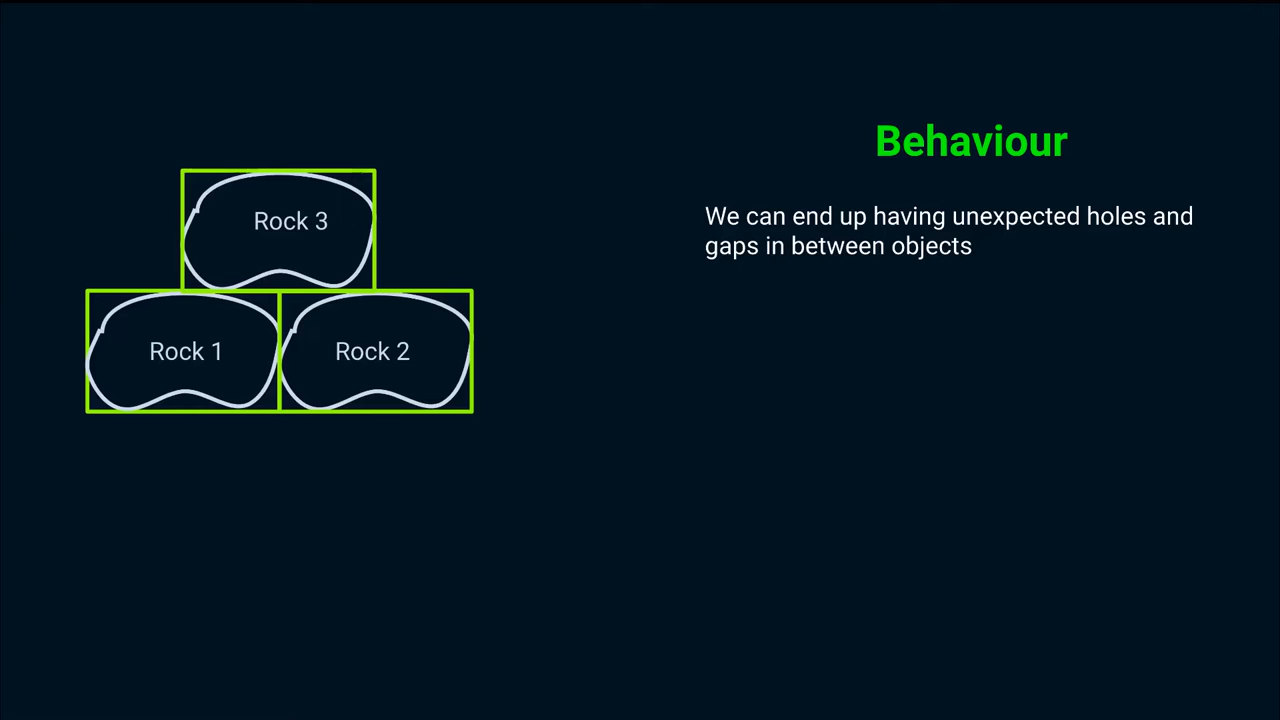 Behaviour
We can end up having unexpected holes and
gaps in between objects
Rock 3
Rock 1
Rock 2